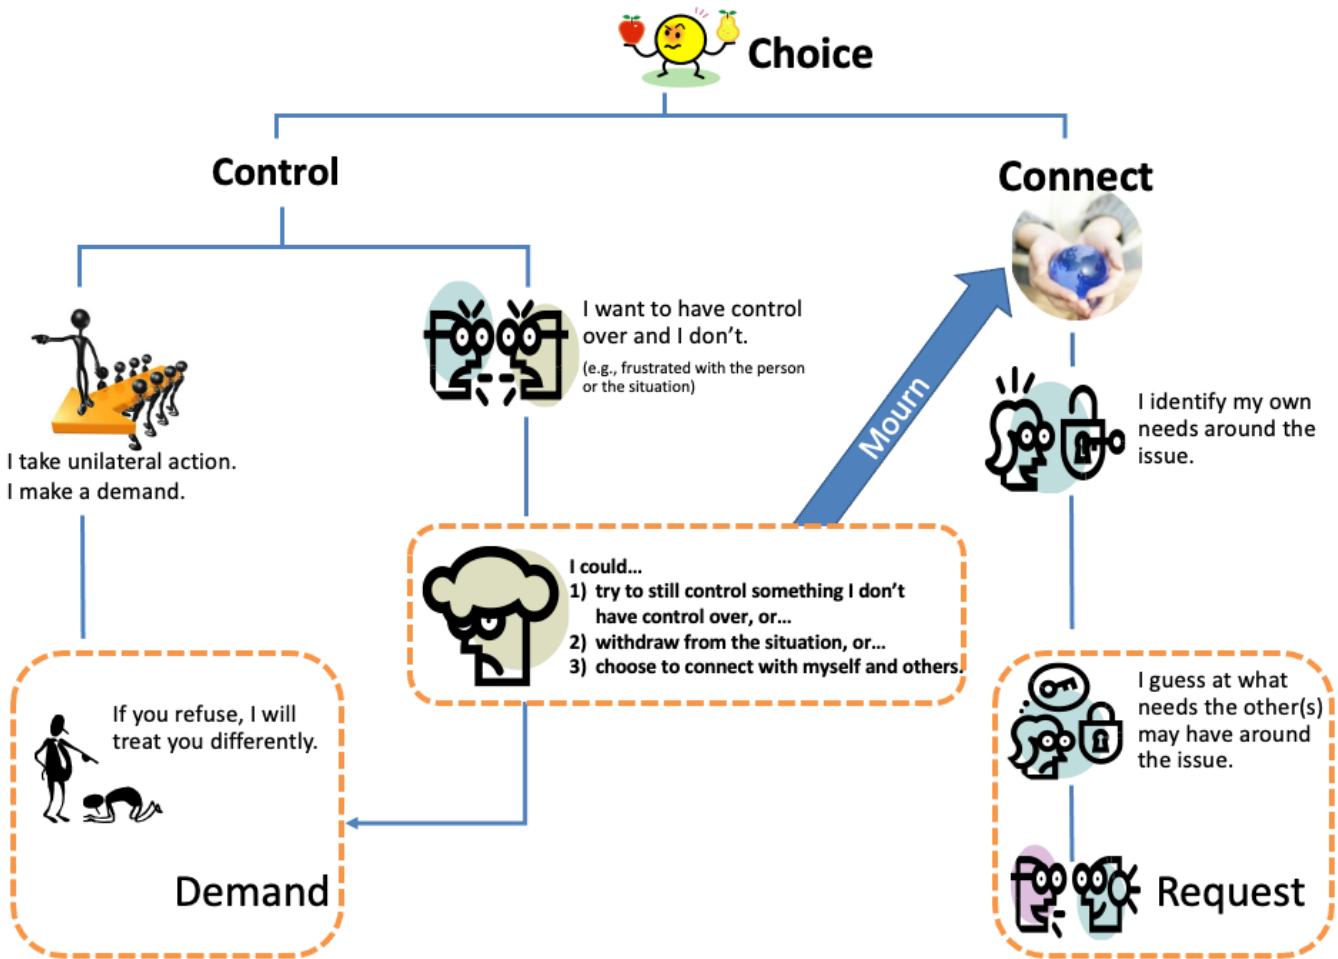 Choice
Control
Connect
I want to have control
over and I don't.
(e.g., frustrated with the person
or the situation)
Mourn
I identify my own
needs around the
issue.
I take unilateral action.
I make a demand.
I could...
1) try to still control something I don't
have control over, or...
2) withdraw from the situation, or...
3) choose to connect with myself and others.
If you refuse, I will
treat you differently.
Demand
I guess at what
needs the other(s)
may have around
the issue.
Request